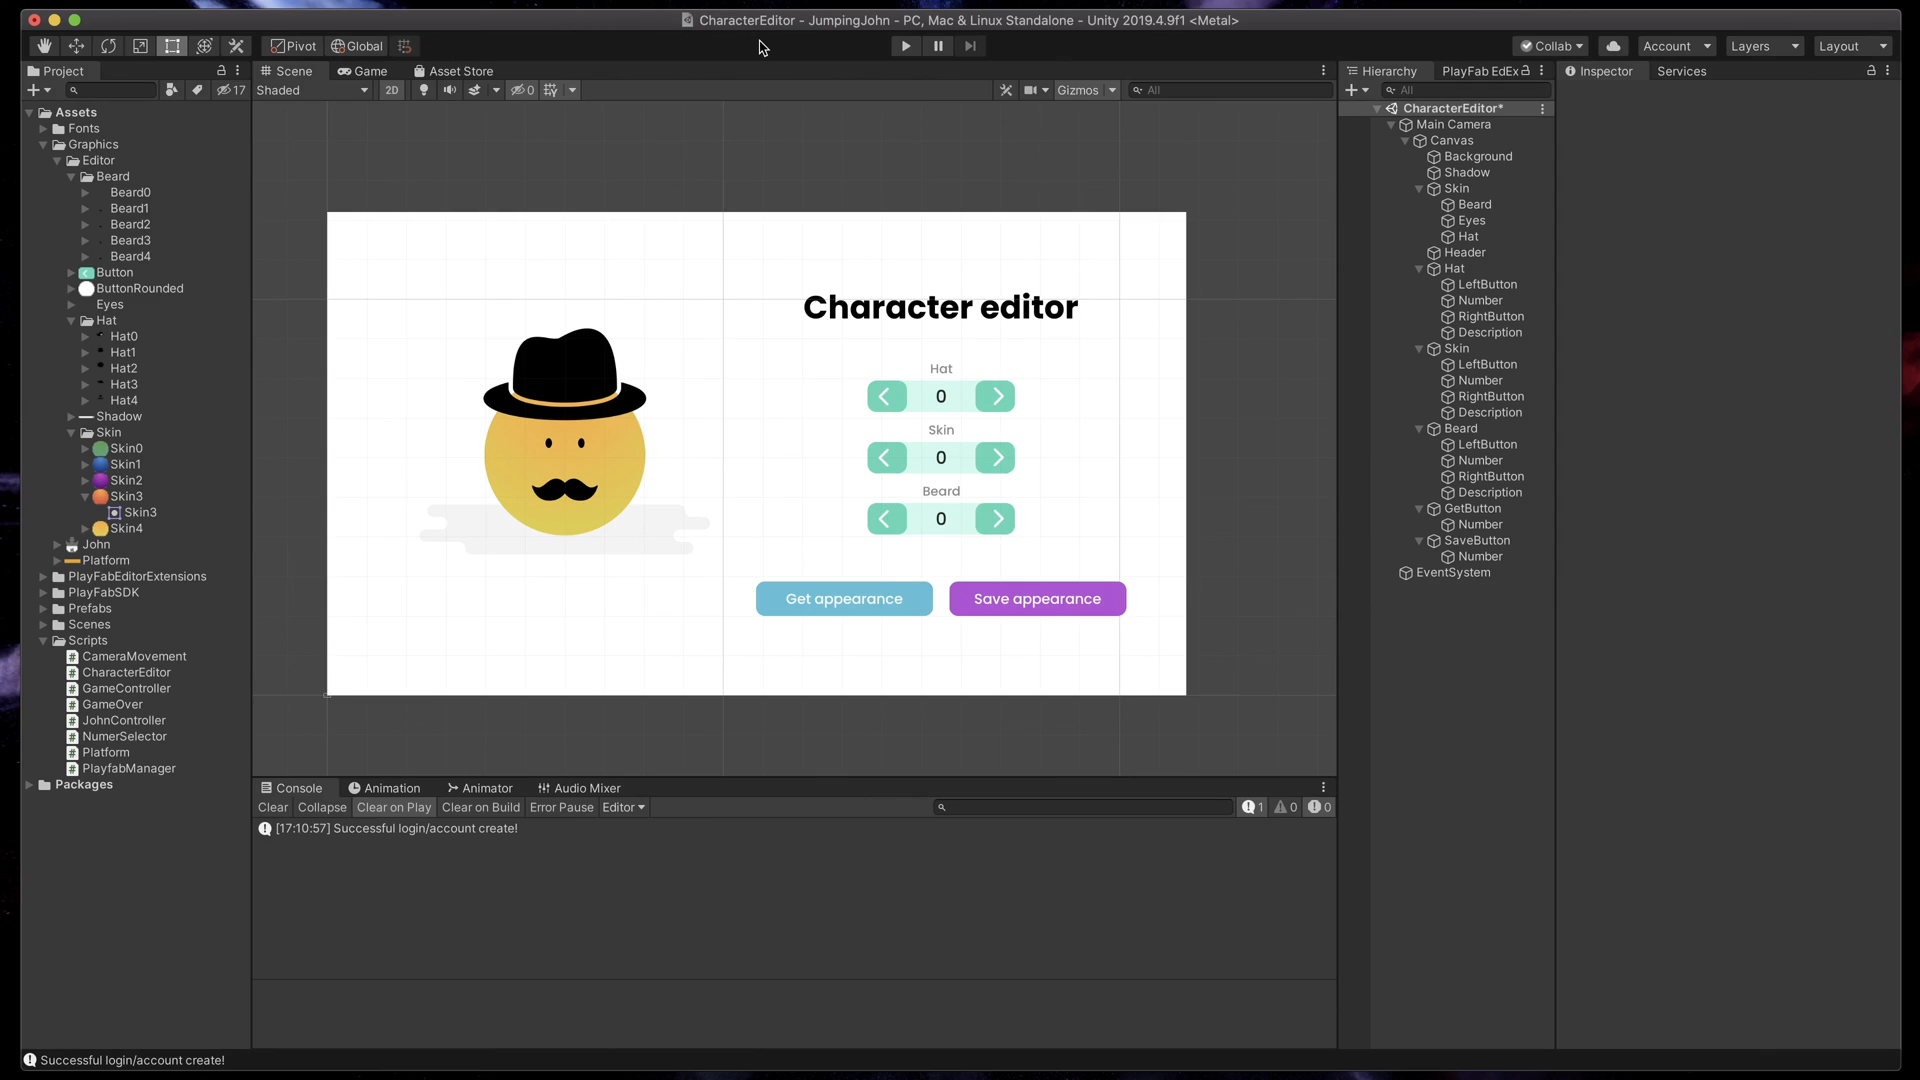 CharacterEditor - JumpingJohn - PC, Mac & Linux Standalone - Unity 2019.4.9f1 <Metal>
Pivot
Global
Collab
Account
Layers
Layout
Project
17
Assets
Fonts
Graphics
Editor
Beard
Beard0
Beard1
Beard2
Beard3
Beard4
Button
ButtonRounded
Eyes
Hat
Hat0
Hat1
Hat2
Hat3
Hat4
Shadow
Skin
Skin0
Skin1
Skin2
Skin3
Skin3
Skin4
John
Platform
PlayFabEditorExtensions
PlayFabSDK
Prefabs
Scenes
Scripts
CameraMovement
CharacterEditor
GameController
GameOver
JohnController
NumerSelector
Platform
PlayfabManager
Packages
Scene
Game
Asset Store
Shaded
2D
0
Gizmos
All
Character editor
Hat
0
Skin
0
Beard
0
Get appearance
Save appearance
Console
Animation
Animator
Audio Mixer
Clear
Collapse
Clear on Play
Clear on Build
Error Pause
Editor
1
0
0
[17:10:57] Successful login/account create!
Hierarchy
PlayFab EdEx
All
CharacterEditor*
Main Camera
Canvas
Background
Shadow
Skin
Beard
Eyes
Hat
Header
Hat
LeftButton
Number
RightButton
Description
Skin
LeftButton
Number
RightButton
Description
Beard
LeftButton
Number
RightButton
Description
GetButton
Number
SaveButton
Number
EventSystem
Inspector
Services
Successful login/account create!